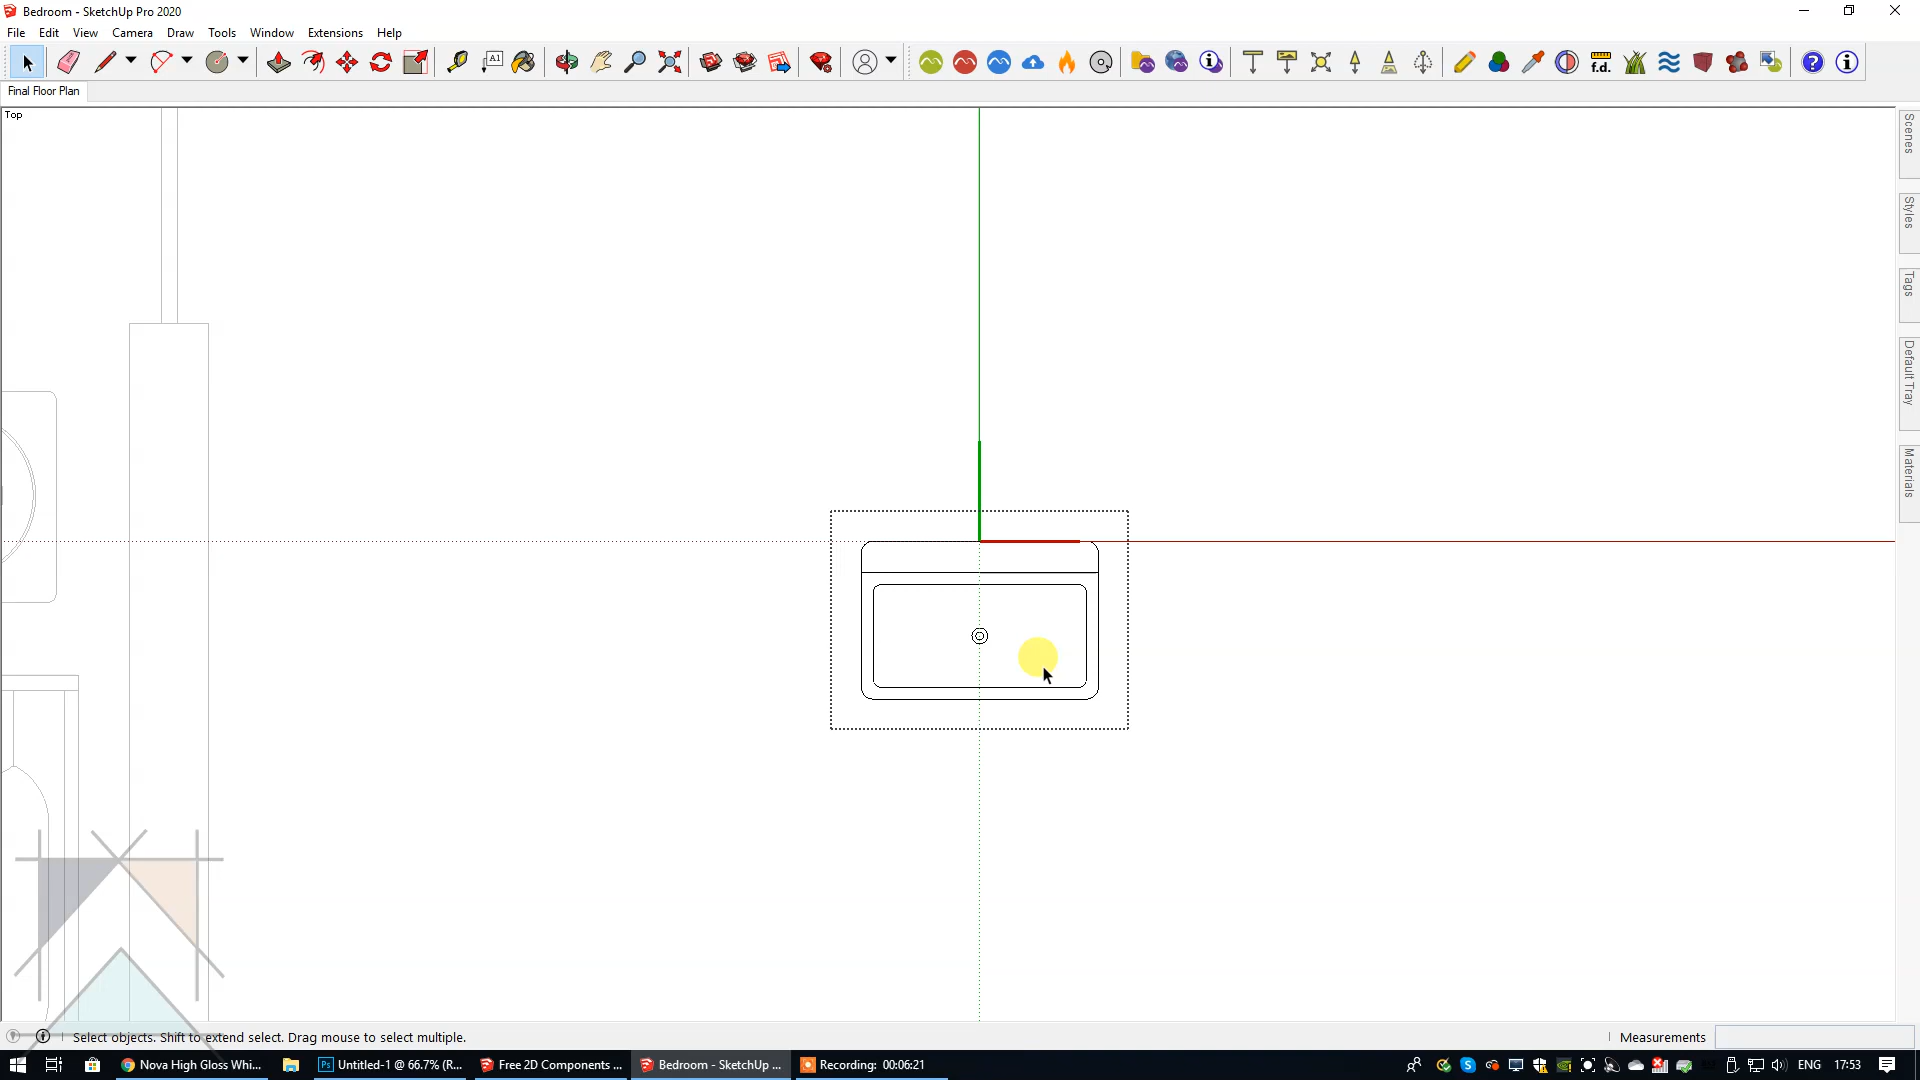 Bedroom - SketchUp Pro 2020
File Edit View Camera Draw Tools Window Extensions Help
A1
f.d.
Final Floor Plan
Top
Scenes
Styles
Tags
Default Tray
Materials
Select objects. Shift to extend select. Drag mouse to select multiple.
Measurements
Nova High Gloss Whi...
Ps Untitled-1 @ 66.7% (R...
Free 2D Components ...
Bedroom - SketchUp ...
Recording: 00:06:21
ENG
17:53